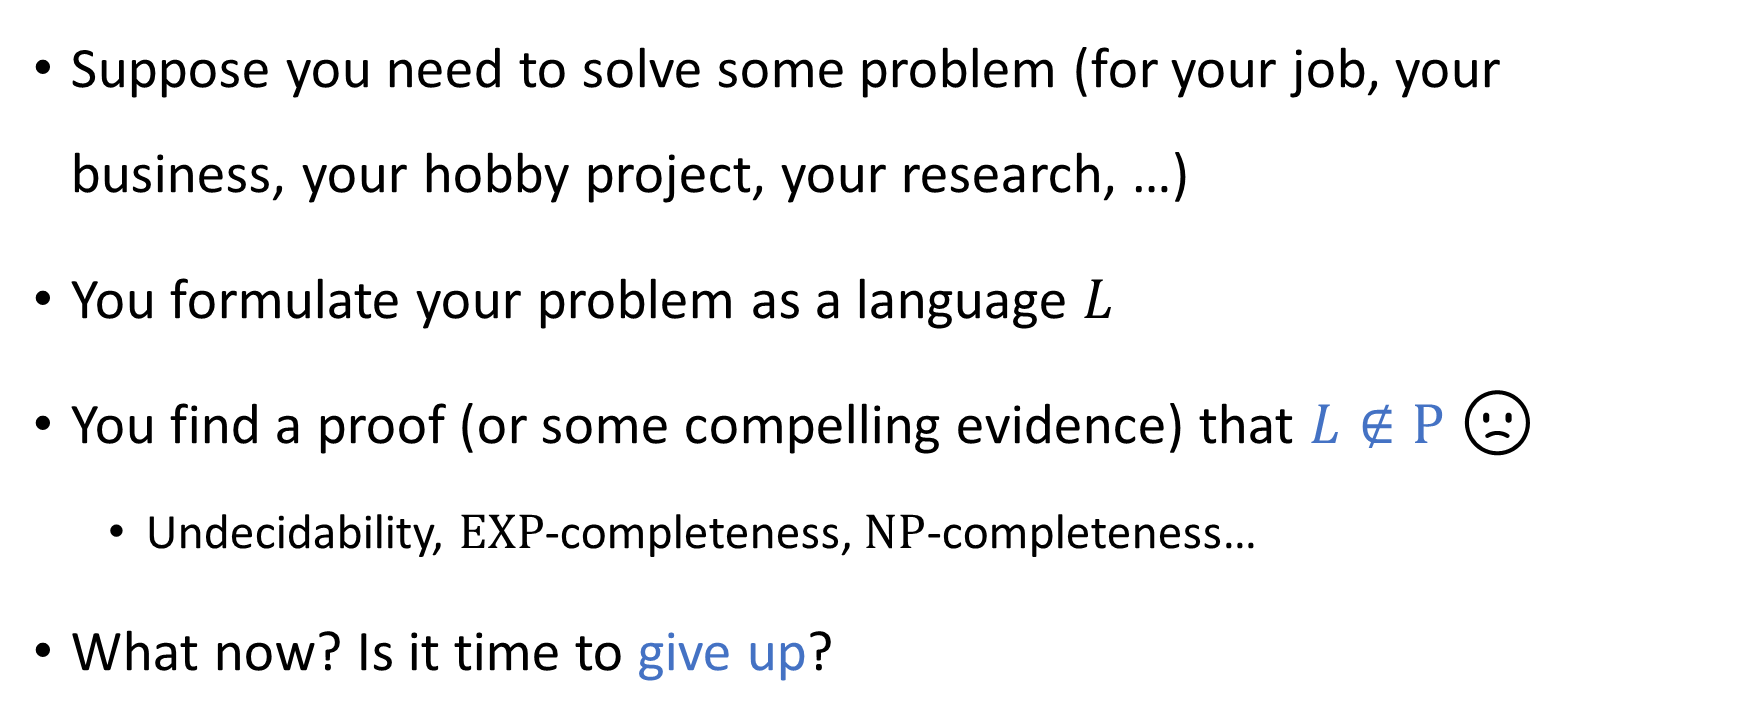 • Suppose you need to solve some problem (for your job, your
business, your hobby project, your research, …)
• You formulate your problem as a language L
• You find a proof (or some compelling evidence) that L ∉ P ☹
• Undecidability, EXP-completeness, NP-completeness…
• What now? Is it time to give up?